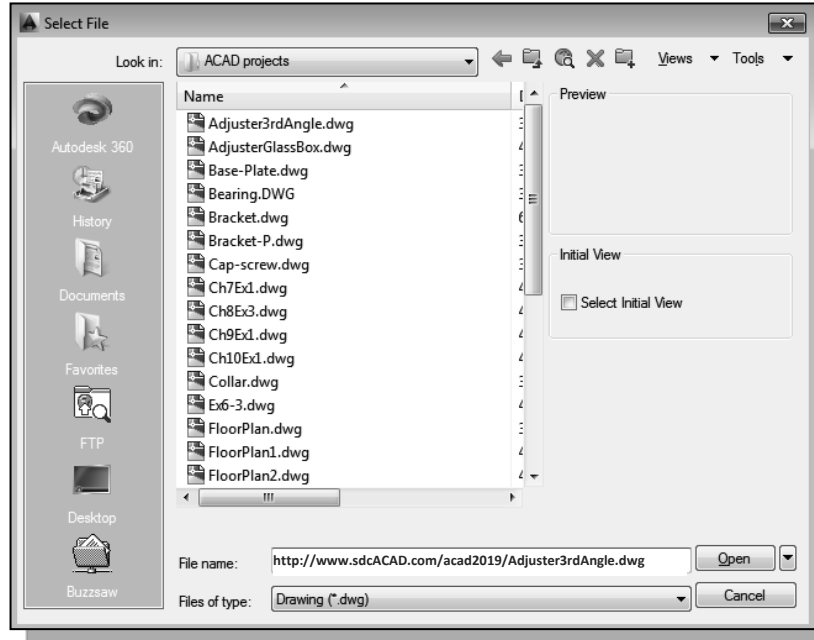 Select File
Look in:
ACAD projects
Views
Tools
Name
Adjuster3rdAngle.dwg
AdjusterGlassBox.dwg
Base-Plate.dwg
Bearing.DWG
Bracket.dwg
Bracket-P.dwg
Cap-screw.dwg
Ch7Ex1.dwg
Ch8Ex3.dwg
Ch9Ex1.dwg
Ch10Ex1.dwg
Collar.dwg
Ex6-3.dwg
FloorPlan.dwg
FloorPlan1.dwg
FloorPlan2.dwg
Autodesk 360
History
Documents
Favorites
FTP
Desktop
Buzzsaw
Preview
Initial View
Select Initial View
File name:
http://www.sdcACAD.com/acad2019/Adjuster3rdAngle.dwg
Open
Files of type:
Drawing (*.dwg)
Cancel